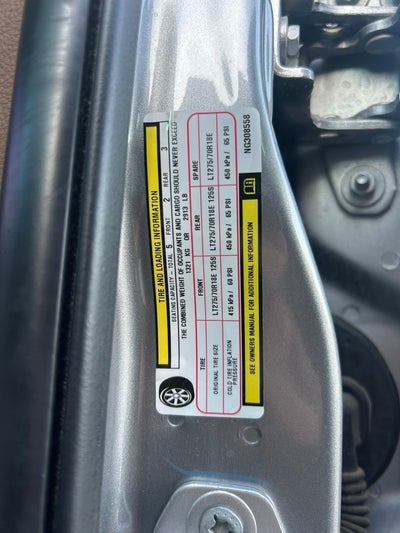 TIRE AND LOADING INFORMATION
SEATING CAPACITY - TOTAL 5 FRONT 2 REAR 3
THE COMBINED WEIGHT OF OCCUPANTS AND CARGO SHOULD NEVER EXCEED
1321 KG OR 2913 LB
TIRE FRONT REAR SPARE
ORIGINAL TIRE SIZE LT275/70R18E 125S LT275/70R18E 125S LT275/70R18E
COLD TIRE INFLATION PRESSURE 415 kPa / 60 PSI 450 kPa / 65 PSI 450 kPa / 65 PSI
SEE OWNERS MANUAL FOR ADDITIONAL INFORMATION
NG308558